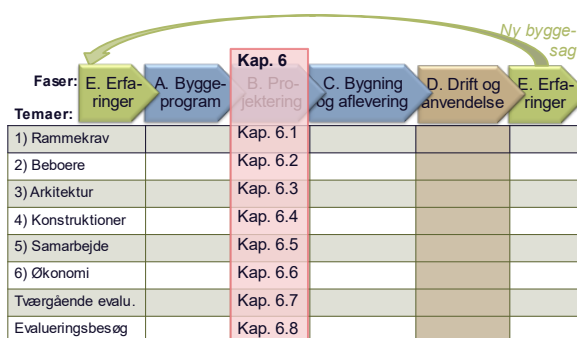 Ny bygge-
sag
Kap. 6
Faser:
E. Erfa-
ringer
A. Bygge-
program
B. Pro-
jektering
C. Bygning
og aflevering
D. Drift og
anvendelse
E. Erfa-
ringer
Temaer:
1) Rammekrav Kap. 6.1
2) Beboere Kap. 6.2
3) Arkitektur Kap. 6.3
4) Konstruktioner Kap. 6.4
5) Samarbejde Kap. 6.5
6) Økonomi Kap. 6.6
Tværgående evalu. Kap. 6.7
Evalueringsbesøg Kap. 6.8